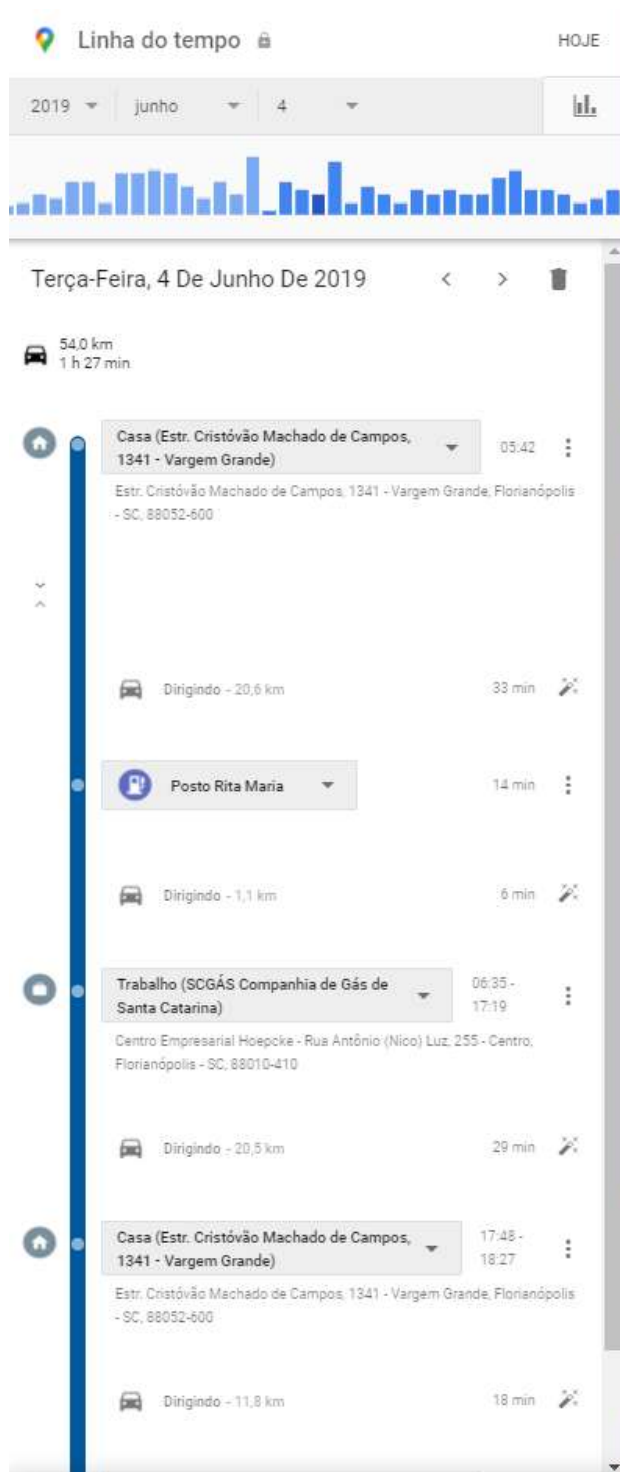 Linha do tempo
HOJE
2019
junho
4
Terça-Feira, 4 De Junho De 2019
54,0 km
1 h 27 min
Casa (Estr. Cristóvão Machado de Campos,
1341 - Vargem Grande)
05:42
Estr. Cristóvão Machado de Campos, 1341 - Vargem Grande, Florianópolis
- SC, 88052-600
Dirigindo - 20,6 km
33 min
Posto Rita Maria
14 min
Dirigindo - 1,1 km
6 min
Trabalho (SCGÁS Companhia de Gás de
Santa Catarina)
06:35 -
17:19
Centro Empresarial Hoepcke - Rua Antônio (Nico) Luz, 255 - Centro,
Florianópolis - SC, 88010-410
Dirigindo - 20,5 km
29 min
Casa (Estr. Cristóvão Machado de Campos,
1341 - Vargem Grande)
17:48 -
18:27
Estr. Cristóvão Machado de Campos, 1341 - Vargem Grande, Florianópolis
- SC, 88052-600
Dirigindo - 11,8 km
18 min